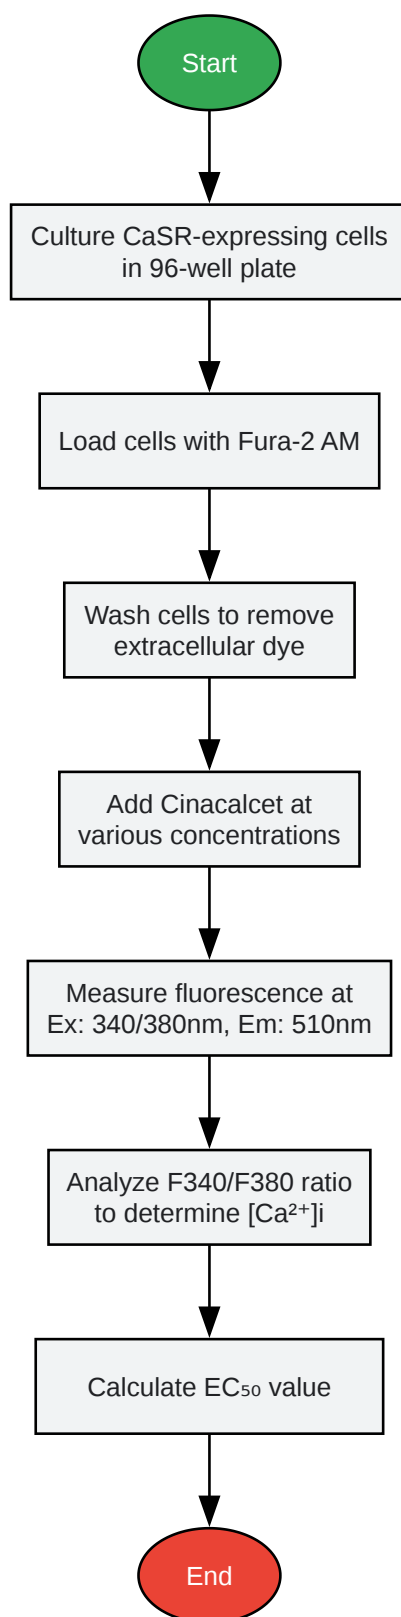 Start
Culture CaSR-expressing cells
in 96-well plate
Load cells with Fura-2 AM
Wash cells to remove
extracellular dye
Add Cinacalcet at
various concentrations
Measure fluorescence at
Ex: 340/380nm, Em: 510nm
Analyze F340/F380 ratio
to determine [Ca²⁺]i
Calculate EC₅₀ value
End